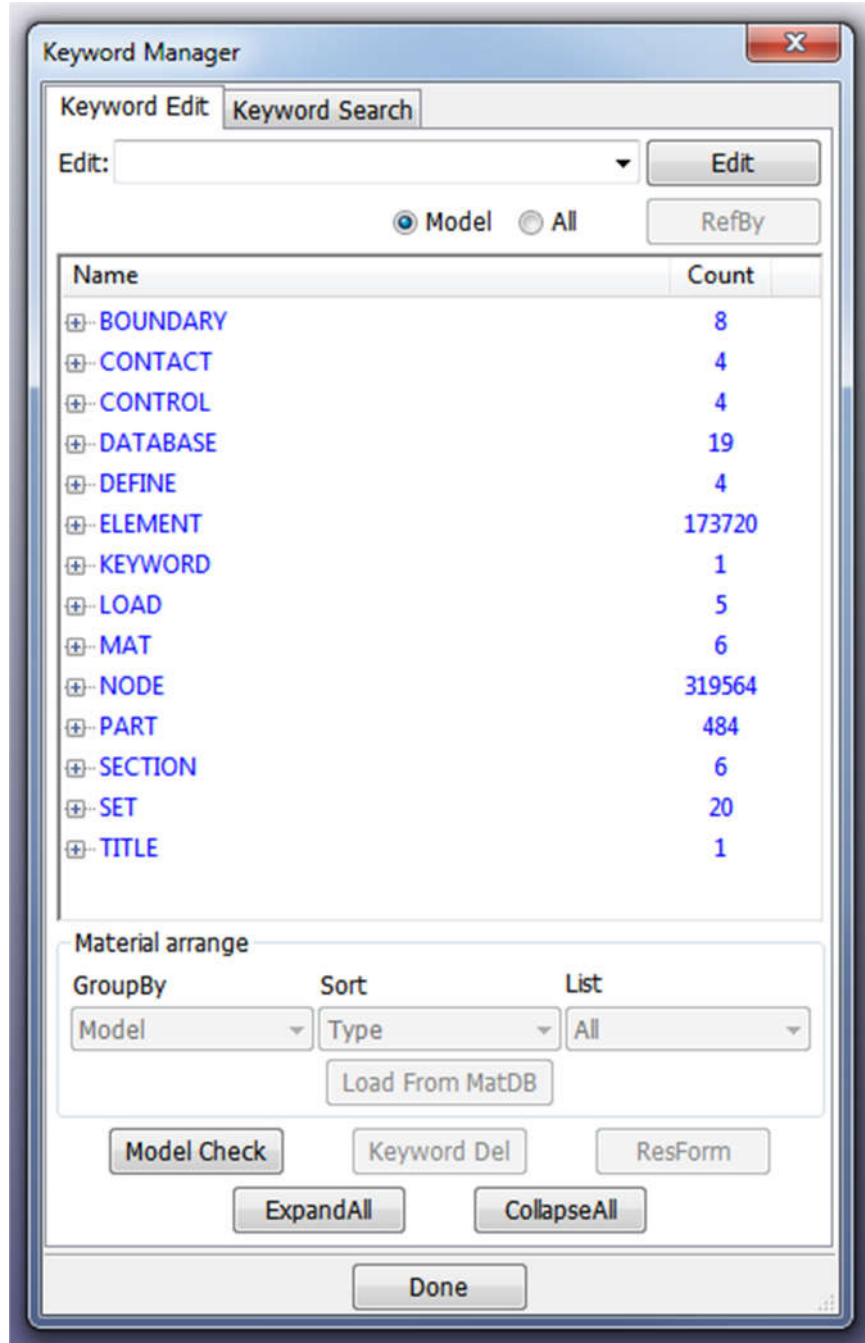 Keyword Manager
Keyword Edit Keyword Search
Edit: Edit
Model All RefBy
Name Count
BOUNDARY 8
CONTACT 4
CONTROL 4
DATABASE 19
DEFINE 4
ELEMENT 173720
KEYWORD 1
LOAD 5
MAT 6
NODE 319564
PART 484
SECTION 6
SET 20
TITLE 1
Material arrange
GroupBy Sort List
Model Type All
Load From MatDB
Model Check Keyword Del ResForm
ExpandAll CollapseAll
Done